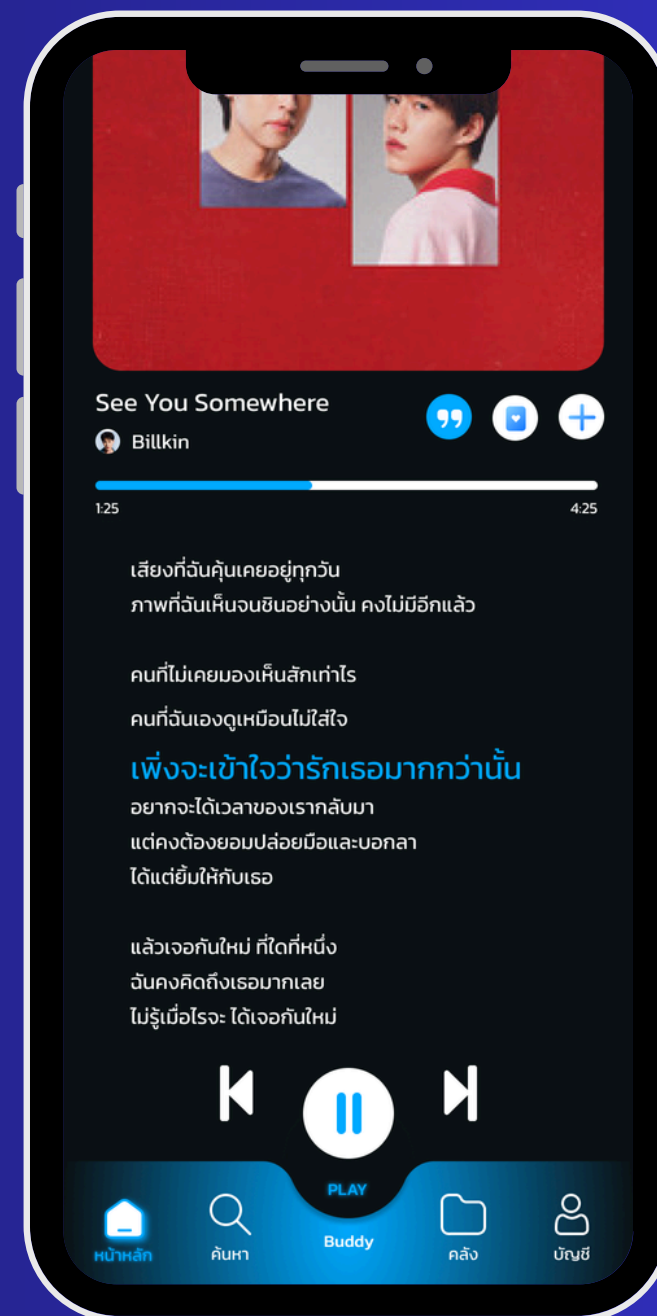 See You Somewhere
Billkin
1:25
4:25
เสียงที่ฉันคุ้นเคยอยู่ทุกวัน
ภาพที่ฉันเห็นจนชินอย่างนั้น คงไม่มีอีกแล้ว
คนที่ไม่เคยมองเห็นสักเท่าไร
คนที่ฉันเองดูเหมือนไม่ใส่ใจ
เพิ่งจะเข้าใจว่ารักเธอมากกว่านั้น
อยากจะได้เวลาของเรากลับมา
แต่คงต้องยอมปล่อยมือและบอกลา
ได้แต่ยิ้มให้กับเธอ
แล้วเจอกันใหม่ ที่ใดที่หนึ่ง
ฉันคงคิดถึงเธอมากเลย
ไม่รู้เมื่อไรจะ ได้เจอกันใหม่
PLAY
Buddy
หน้าหลัก
ค้นหา
คลัง
บัญชี